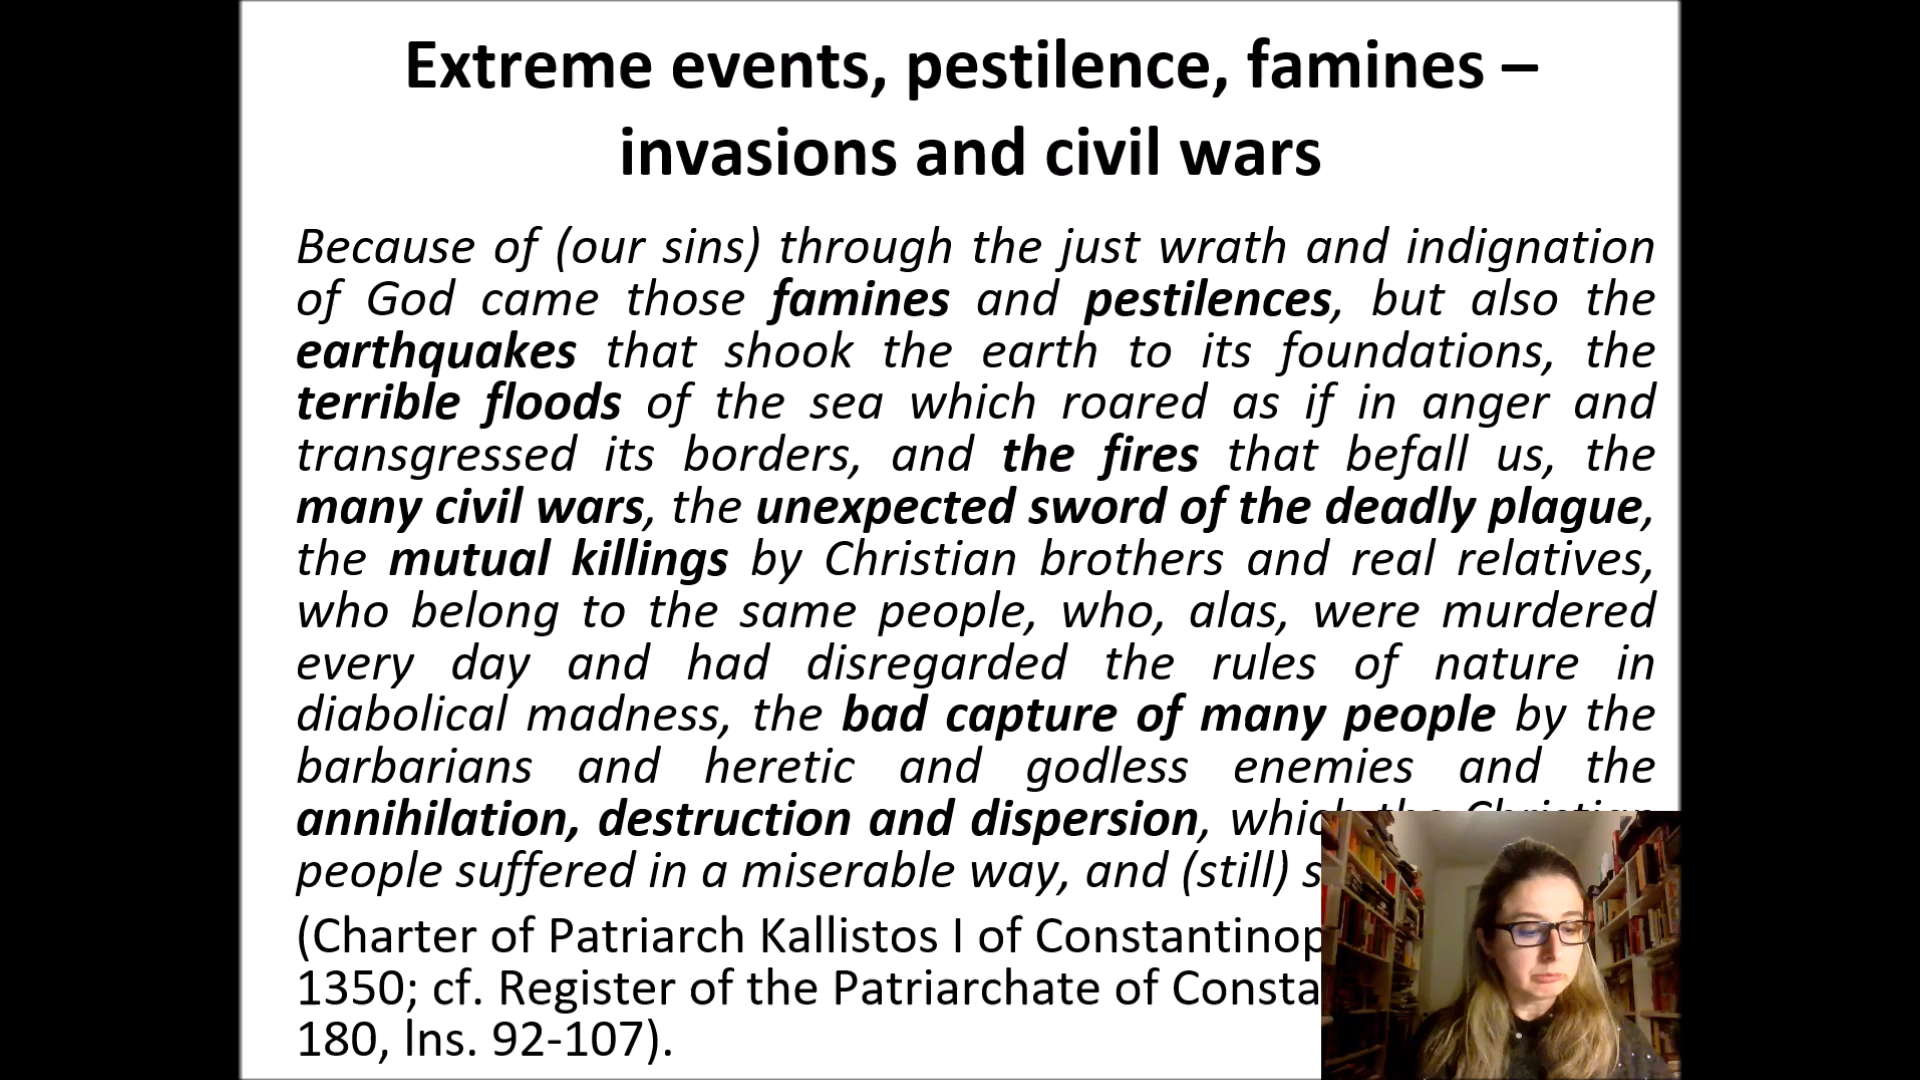 Extreme events, pestilence, famines –
invasions and civil wars
Because of (our sins) through the just wrath and indignation
of God came those famines and pestilences, but also the
earthquakes that shook the earth to its foundations, the
terrible floods of the sea which roared as if in anger and
transgressed its borders, and the fires that befall us, the
many civil wars, the unexpected sword of the deadly plague,
the mutual killings by Christian brothers and real relatives,
who belong to the same people, who, alas, were murdered
every day and had disregarded the rules of nature in
diabolical madness, the bad capture of many people by the
barbarians and heretic and godless enemies and the
annihilation, destruction and dispersion, which the Christian
people suffered in a miserable way, and (still)
(Charter of Patriarch Kallistos I of
1350; cf. Register of the Patriarchate of
180, lns. 92-107).